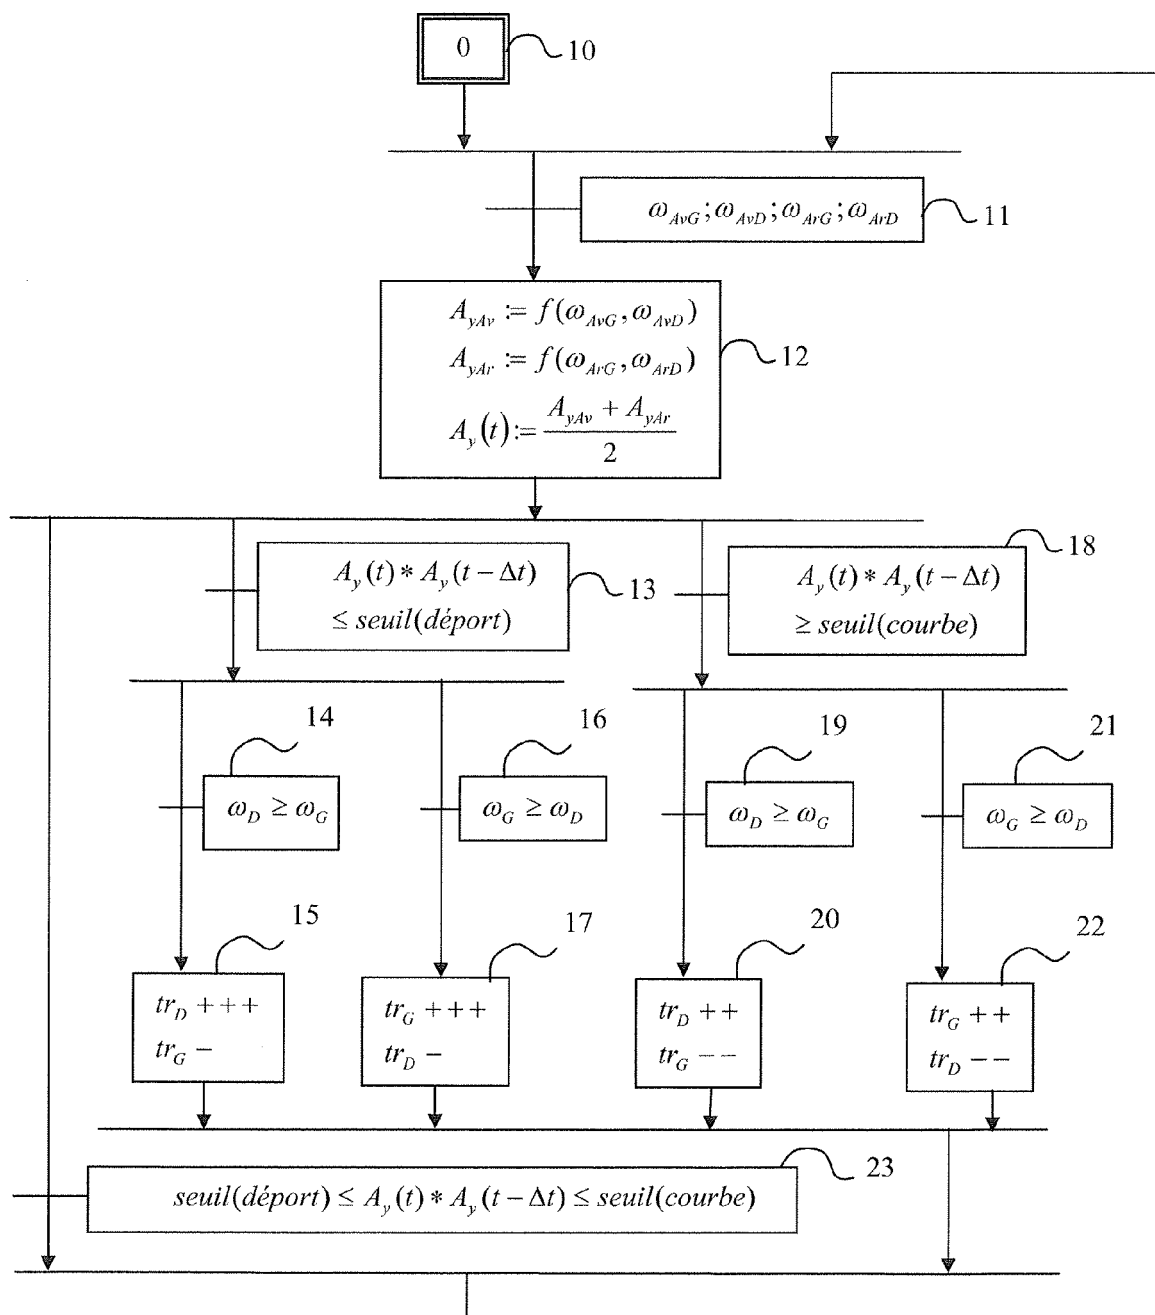 0
10
ω_AvG; ω_AvD; ω_ArG; ω_ArD
11
A_yAv := f(ω_AvG, ω_AvD)
A_yAr := f(ω_ArG, ω_ArD)
A_y(t) := (A_yAv + A_yAr) / 2
12
A_y(t) * A_y(t − Δt)
≤ seuil(déport)
13
A_y(t) * A_y(t − Δt)
≥ seuil(courbe)
18
14
ω_D ≥ ω_G
16
ω_G ≥ ω_D
19
ω_D ≥ ω_G
21
ω_G ≥ ω_D
15
tr_D +++
tr_G −
17
tr_G +++
tr_D −
20
tr_D ++
tr_G −−
22
tr_G ++
tr_D −−
23
seuil(déport) ≤ A_y(t) * A_y(t − Δt) ≤ seuil(courbe)